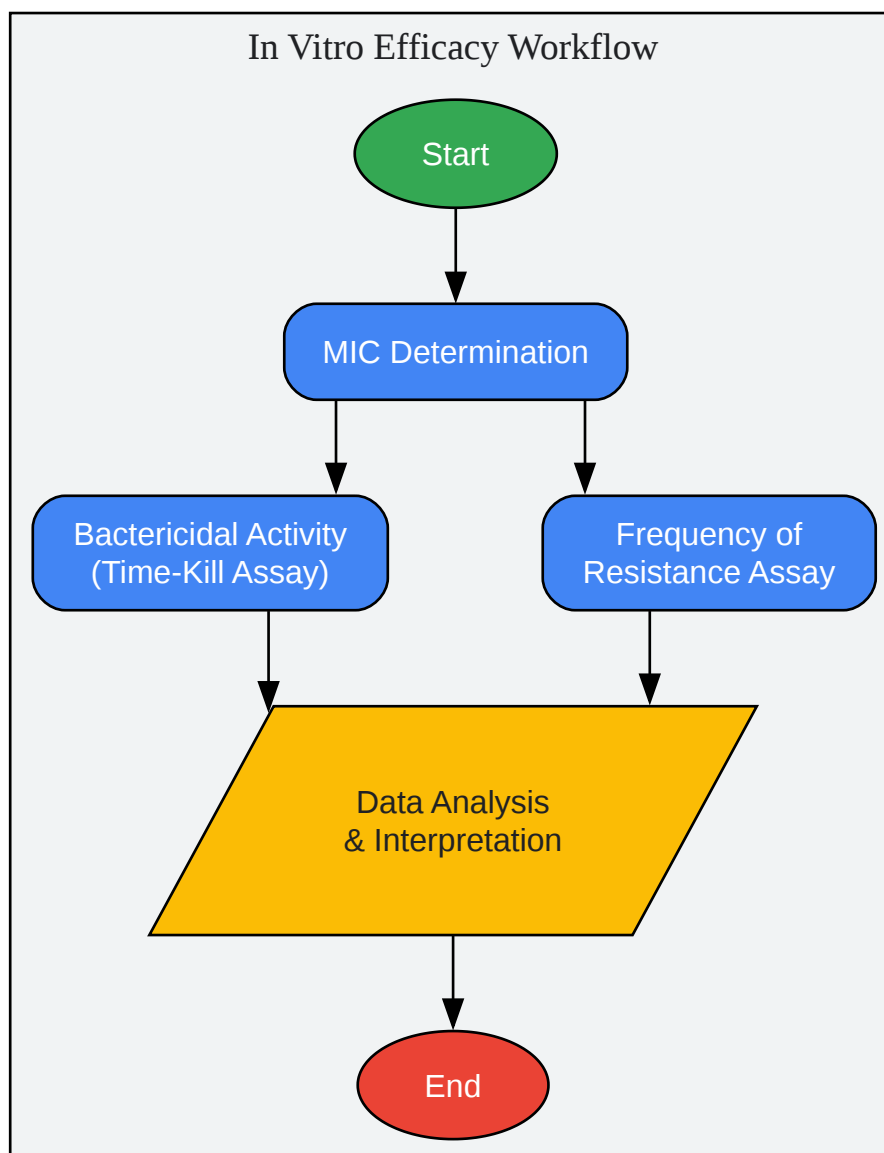 In Vitro Efficacy Workflow
Start
MIC Determination
Bactericidal Activity
(Time-Kill Assay)
Frequency of
Resistance Assay
Data Analysis
& Interpretation
End